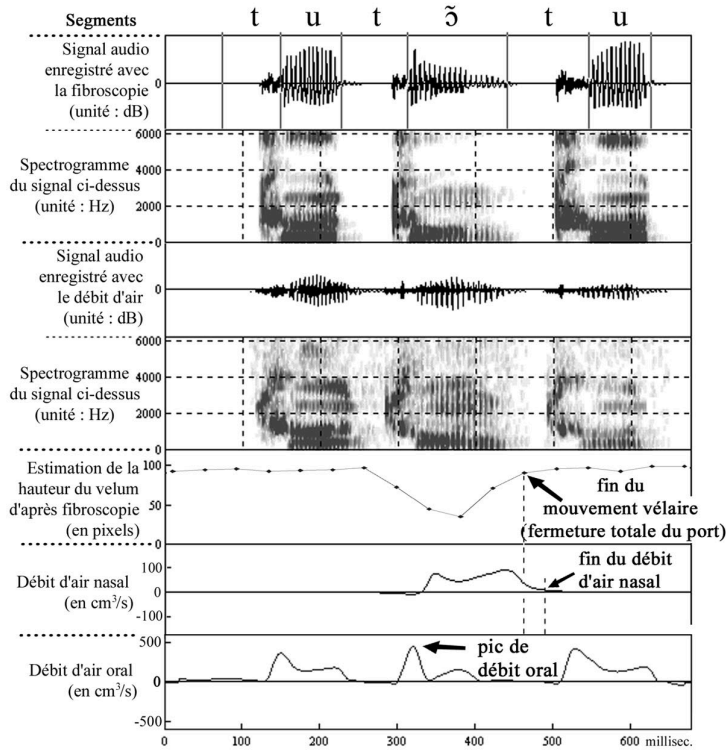 Segments t u t ɔ̃ t u
Signal audio
enregistré avec
la fibroscopie
(unité : dB)
0
Spectrogramme
du signal ci-dessus
(unité : Hz)
6000
4000
2000
0
Signal audio
enregistré avec
le débit d'air
(unité : dB)
0
Spectrogramme
du signal ci-dessus
(unité : Hz)
6000
4000
2000
0
Estimation de la
hauteur du velum
d'après fibroscopie
(en pixels)
100
50
0
fin du
mouvement vélaire
(fermeture totale du port)
Débit d'air nasal
(en cm³/s)
100
0
-100
fin du débit
d'air nasal
Débit d'air oral
(en cm³/s)
500
0
-500
pic de
débit oral
0 100 200 300 400 500 600 millisec.